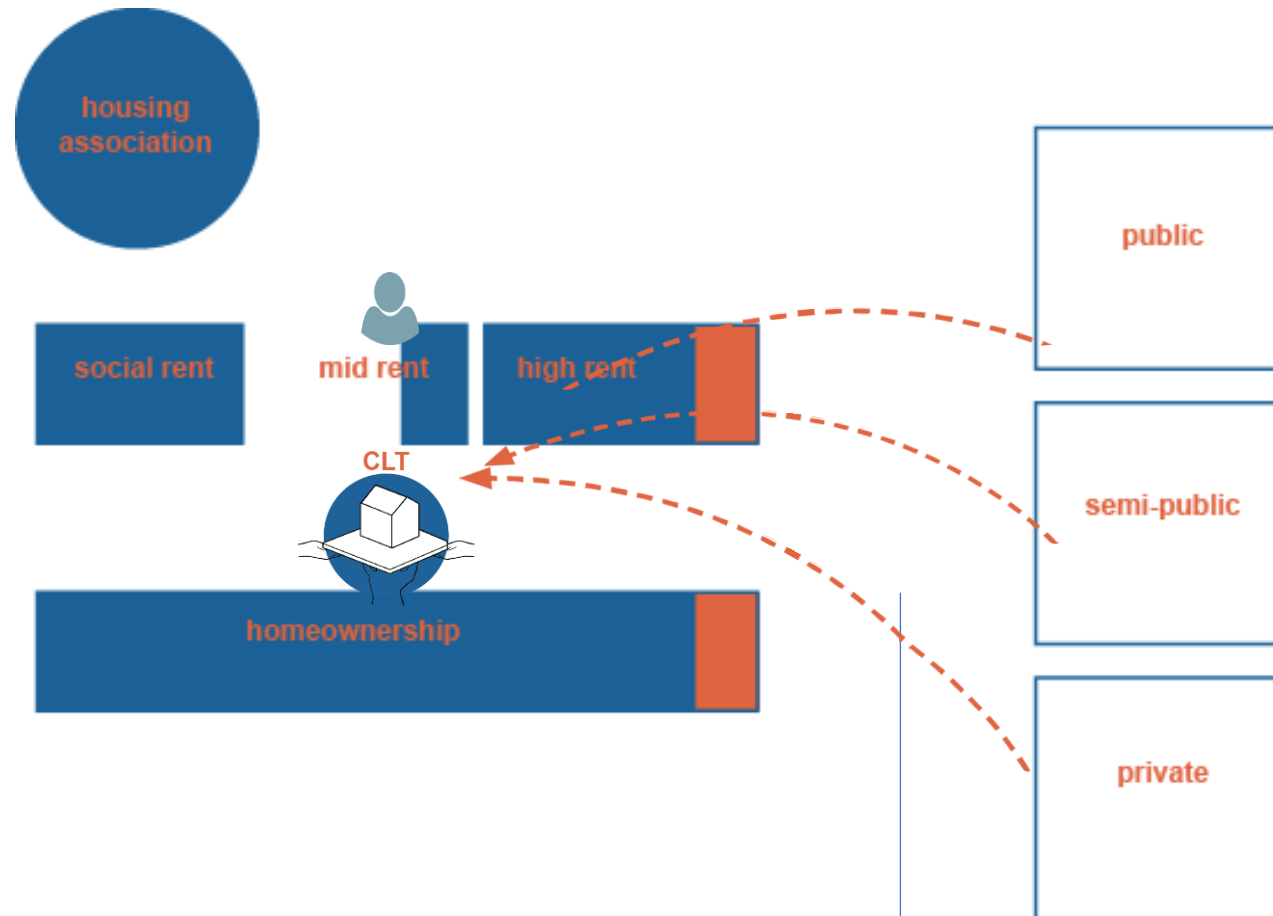 housing
association
public
social rent
mid rent
high rent
CLT
semi-public
homeownership
private